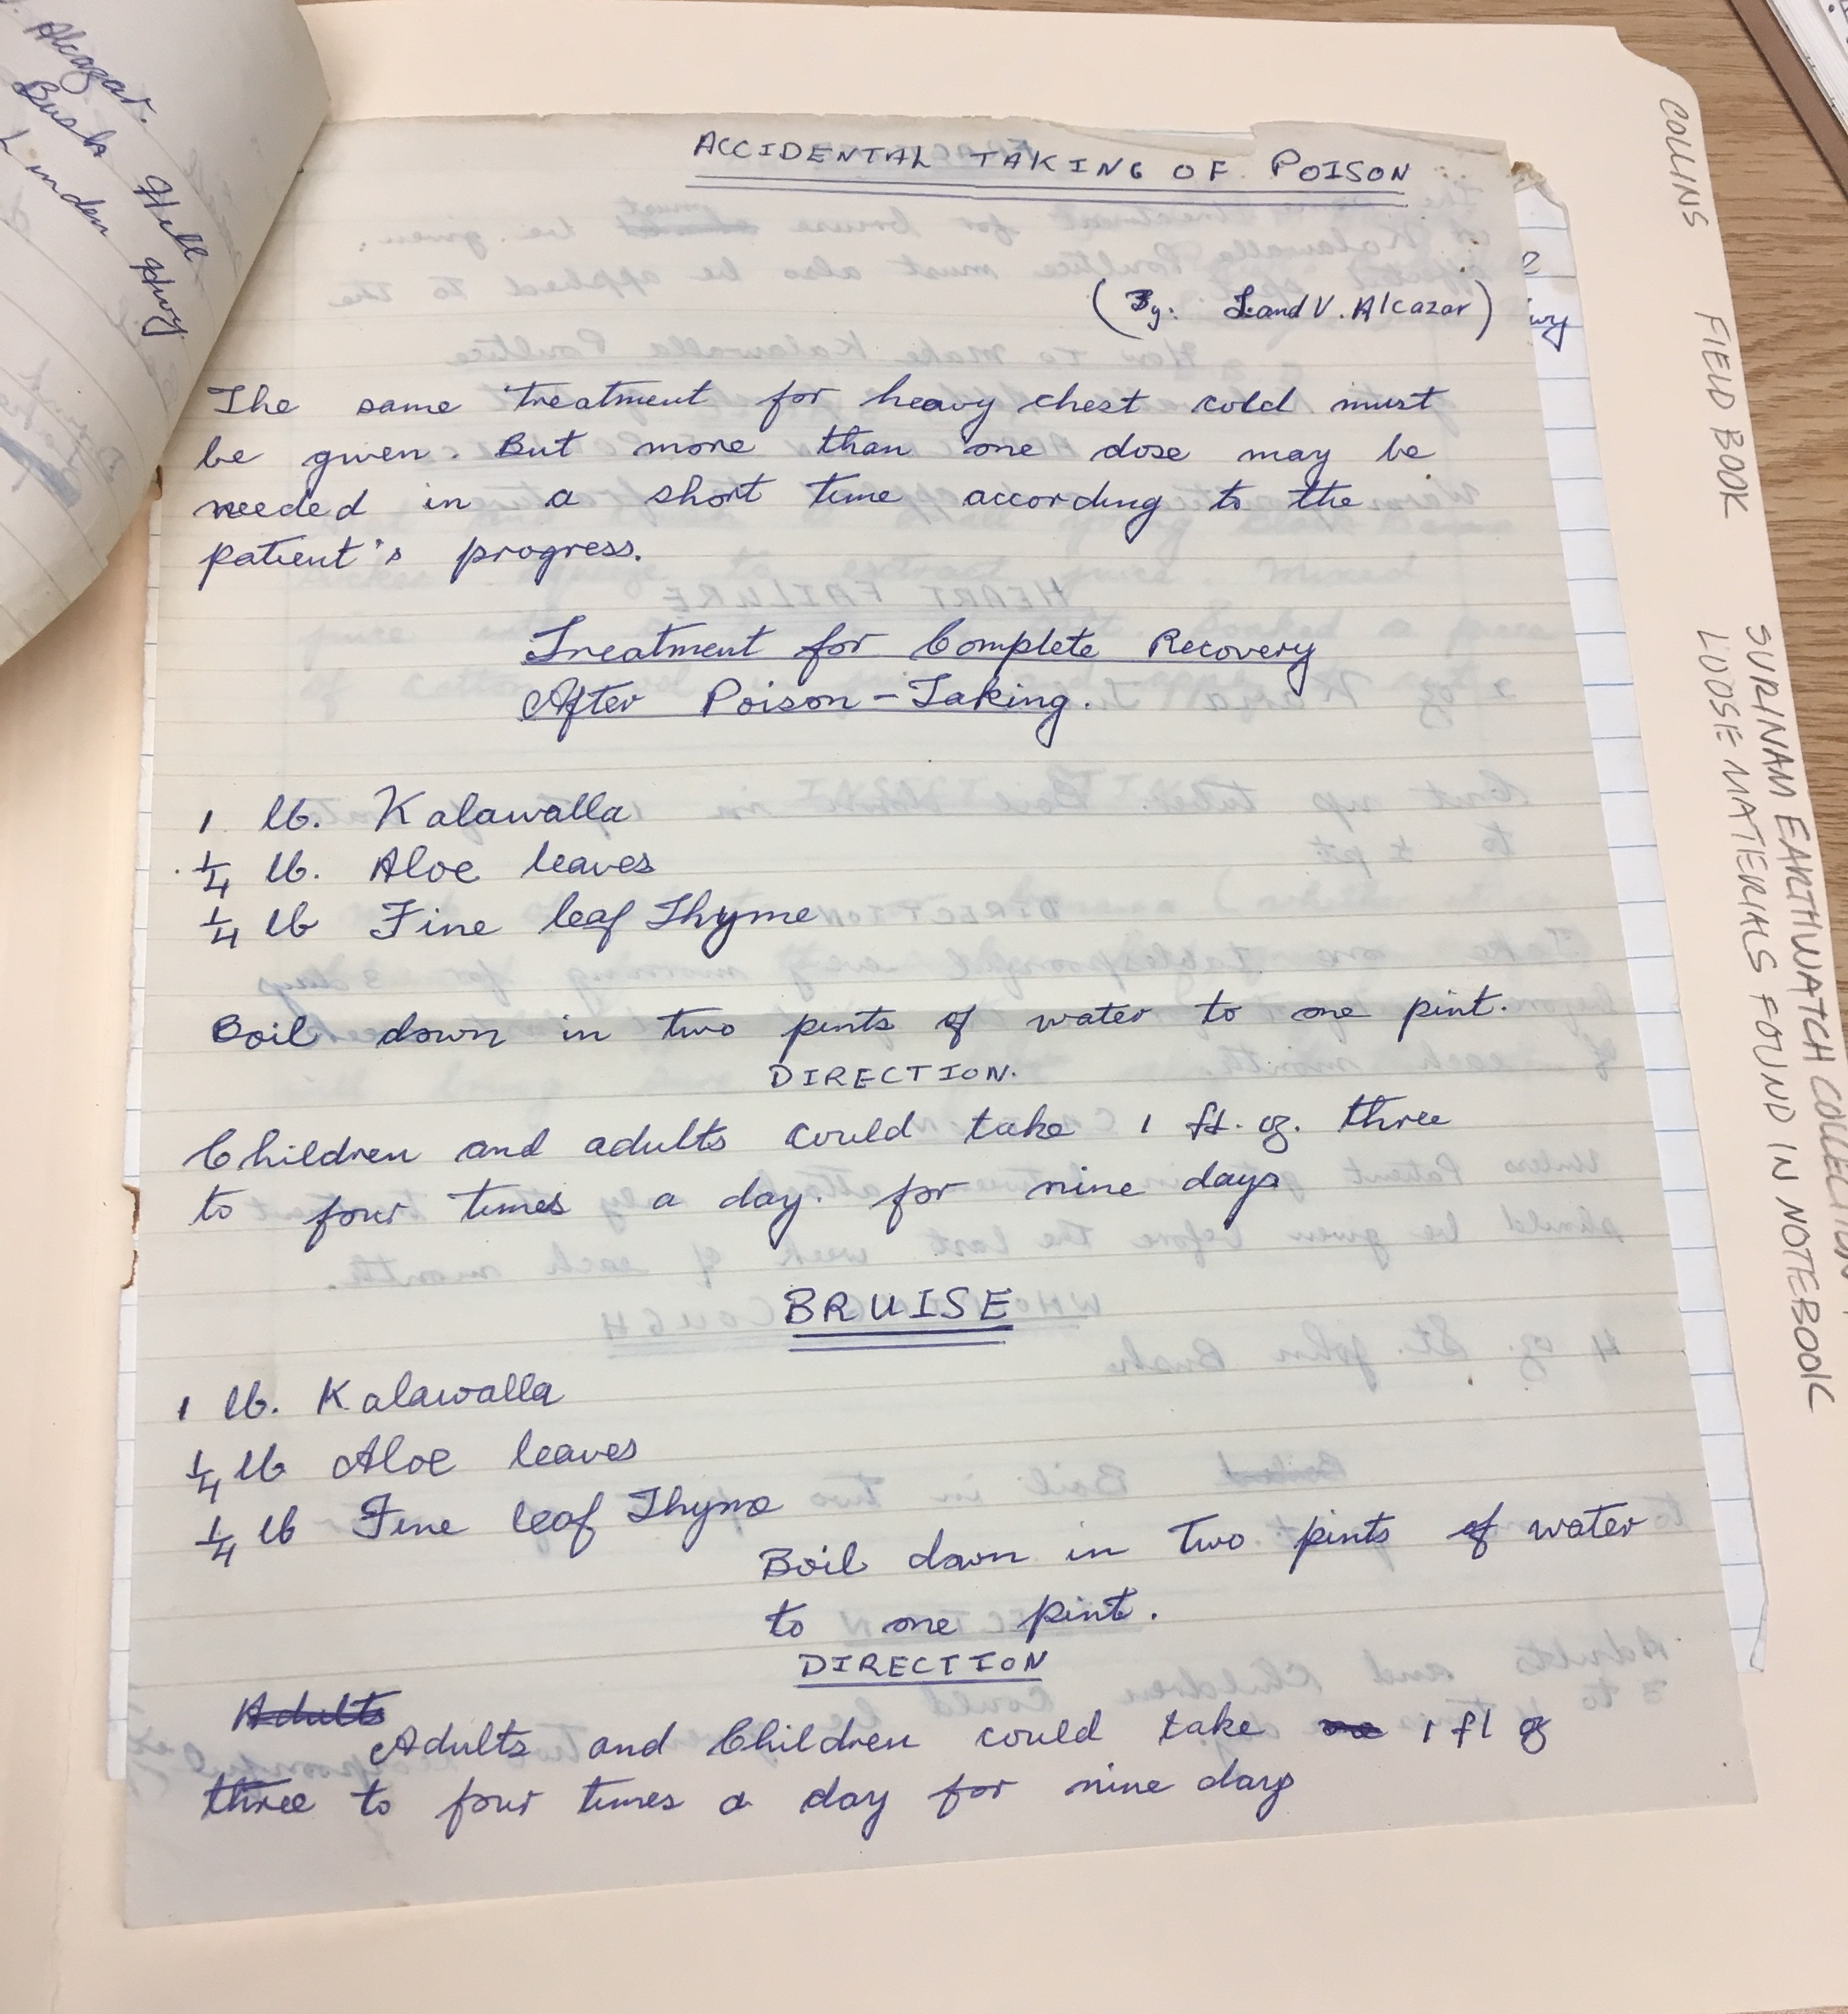 Alcazar.
Bush Hill
Linden Hwy
ACCIDENTAL TAKING OF POISON
(By: I. and V. Alcazar)
The same treatment for heavy chest cold must
be given. But more than one dose may be
needed in a short time according to the
patient's progress.
Treatment for Complete Recovery
After Poison-Taking.
1 lb. Kalawalla
1/4 lb. Aloe leaves
1/4 lb Fine leaf Thyme
Boil down in two pints of water to one pint.
DIRECTION.
Children and adults could take 1 fl. oz. three
to four times a day. for nine days
BRUISE
1 lb. Kalawalla
1/4 lb Aloe leaves
1/4 lb Fine leaf Thyme
Boil down in Two pints of water
to one pint.
DIRECTION
Adults
Adults and Children could take one 1 fl oz
three to four times a day for nine days
COLLINS FIELD BOOK
SURINAM EARTHWATCH COLLECTION
LOOSE MATERIALS FOUND IN NOTEBOOK